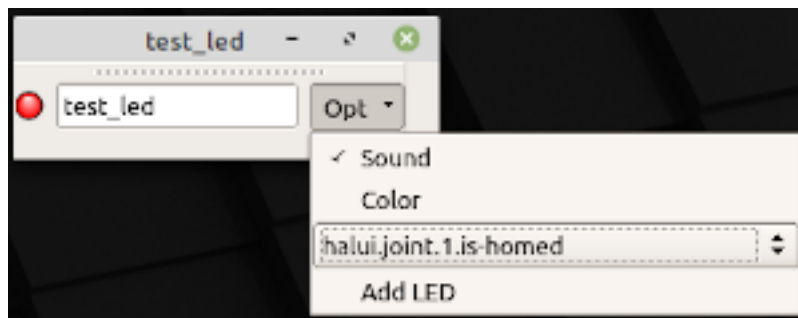 test_led
test_led Opt
Sound
Color
halui.joint.1.is-homed
Add LED